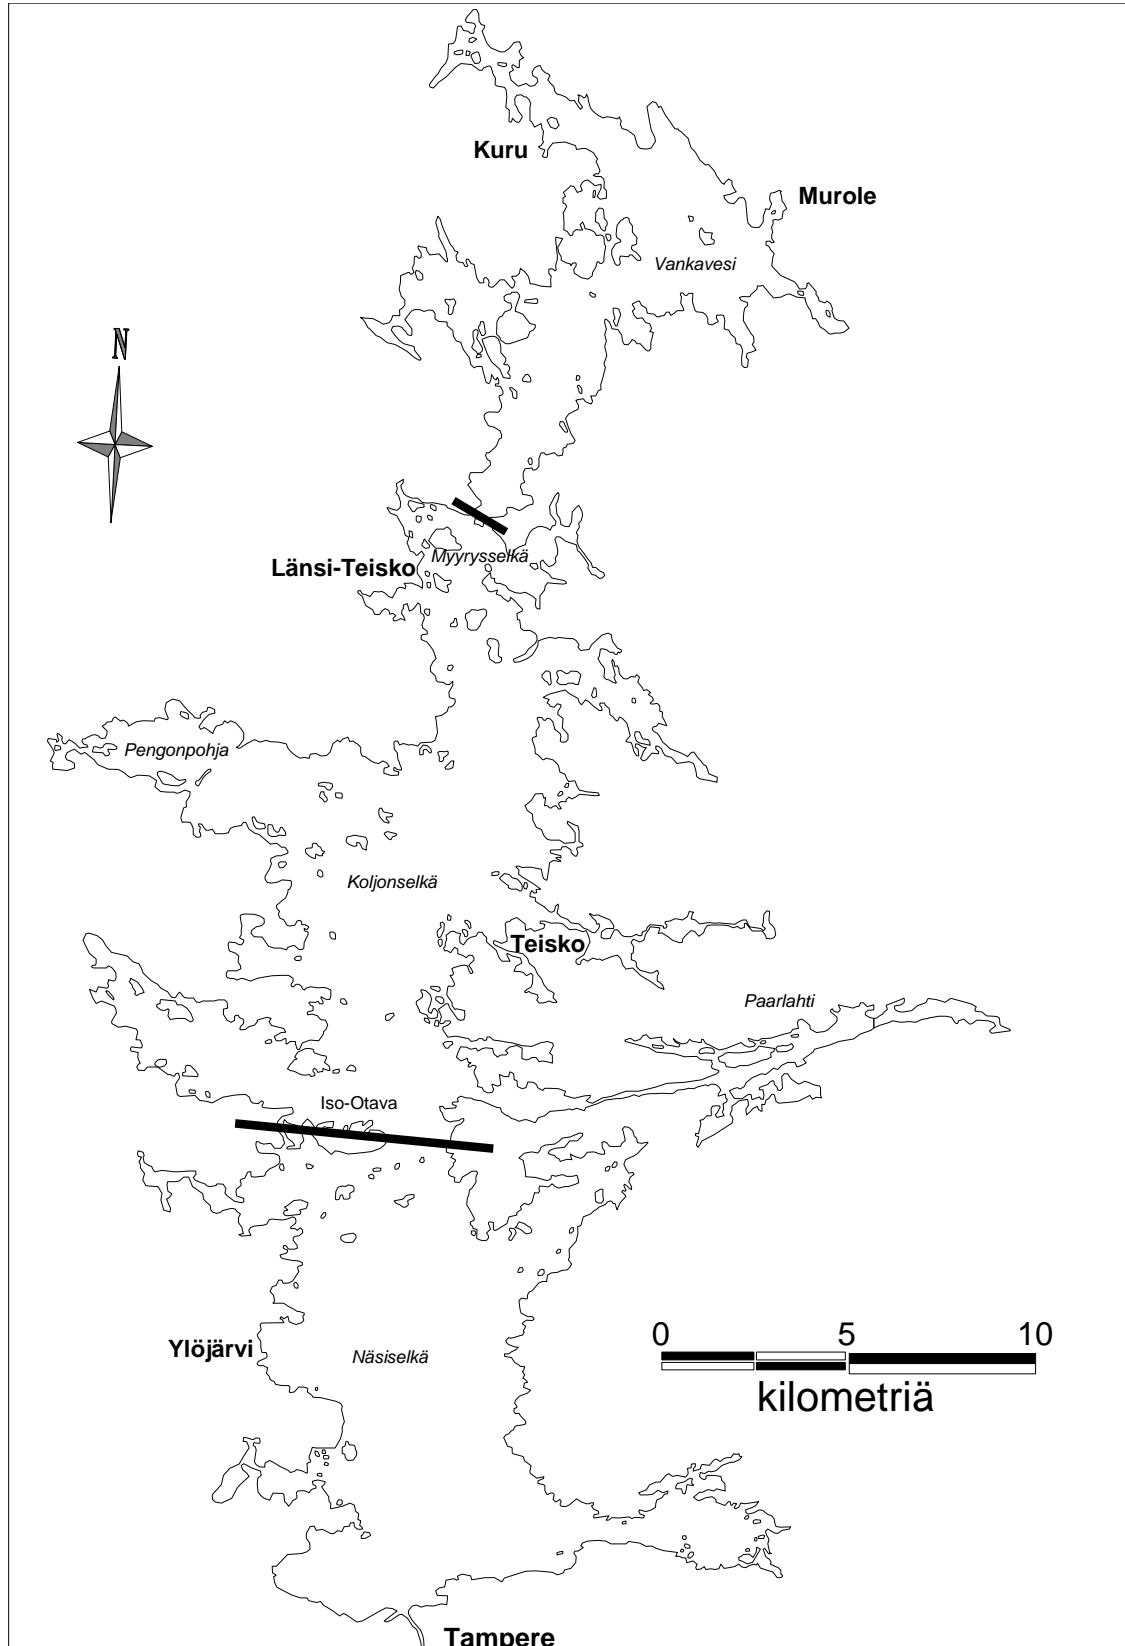 Kuru
Murole
Vankavesi
N
Myyrysselkä
Länsi-Teisko
Pengonpohja
Koljonselkä
Teisko
Paarlahti
Iso-Otava
0 5 10
kilometriä
Ylöjärvi
Näsiselkä
Tampere